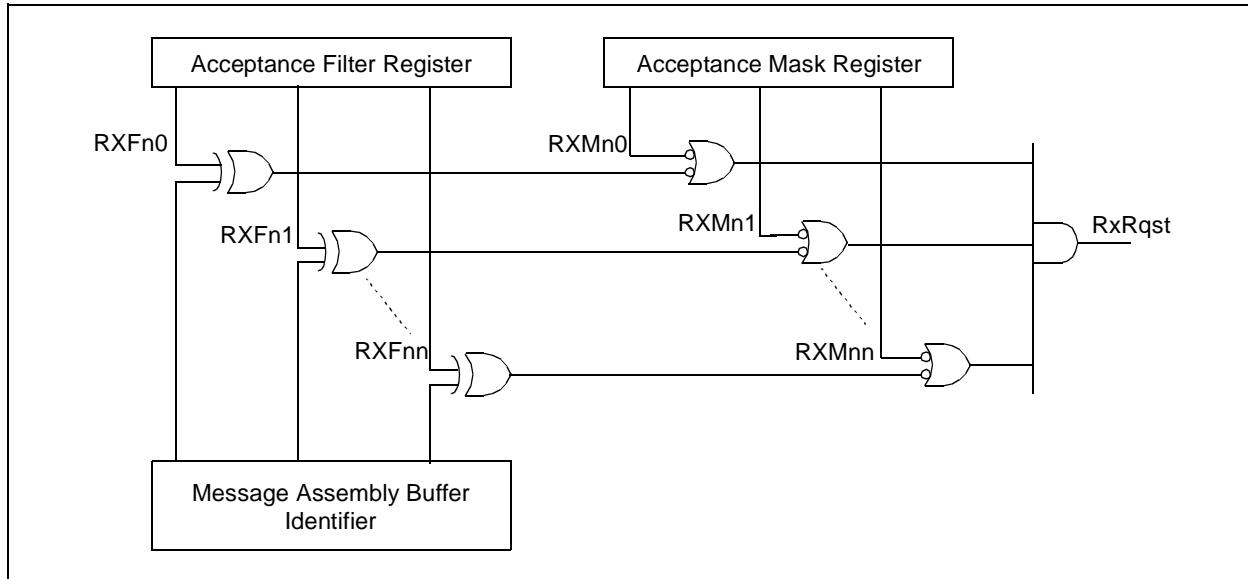 Acceptance Filter Register
Acceptance Mask Register
RXFn0
RXMn0
RXFn1
RXMn1
RxRqst
RXFnn
RXMnn
Message Assembly Buffer
Identifier